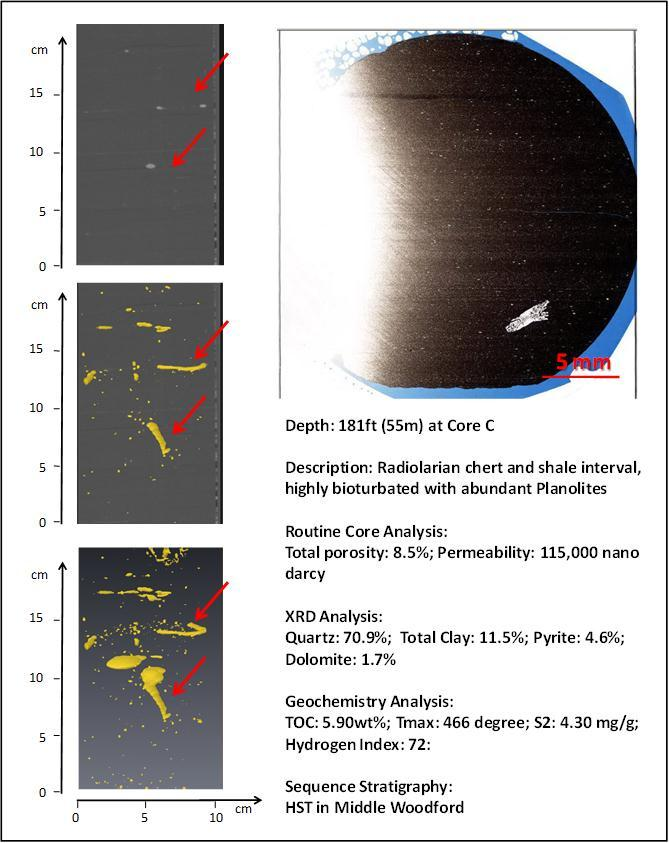 cm
15
10
5
0
cm
15
10
5
0
cm
15
10
5
0
0
5
10
cm
5 mm
Depth: 181ft (55m) at Core C
Description: Radiolarian chert and shale interval,
highly bioturbated with abundant Planolites
Routine Core Analysis:
Total porosity: 8.5%; Permeability: 115,000 nano
darcy
XRD Analysis:
Quartz: 70.9%; Total Clay: 11.5%; Pyrite: 4.6%;
Dolomite: 1.7%
Geochemistry Analysis:
TOC: 5.90wt%; Tmax: 466 degree; S2: 4.30 mg/g;
Hydrogen Index: 72:
Sequence Stratigraphy:
HST in Middle Woodford